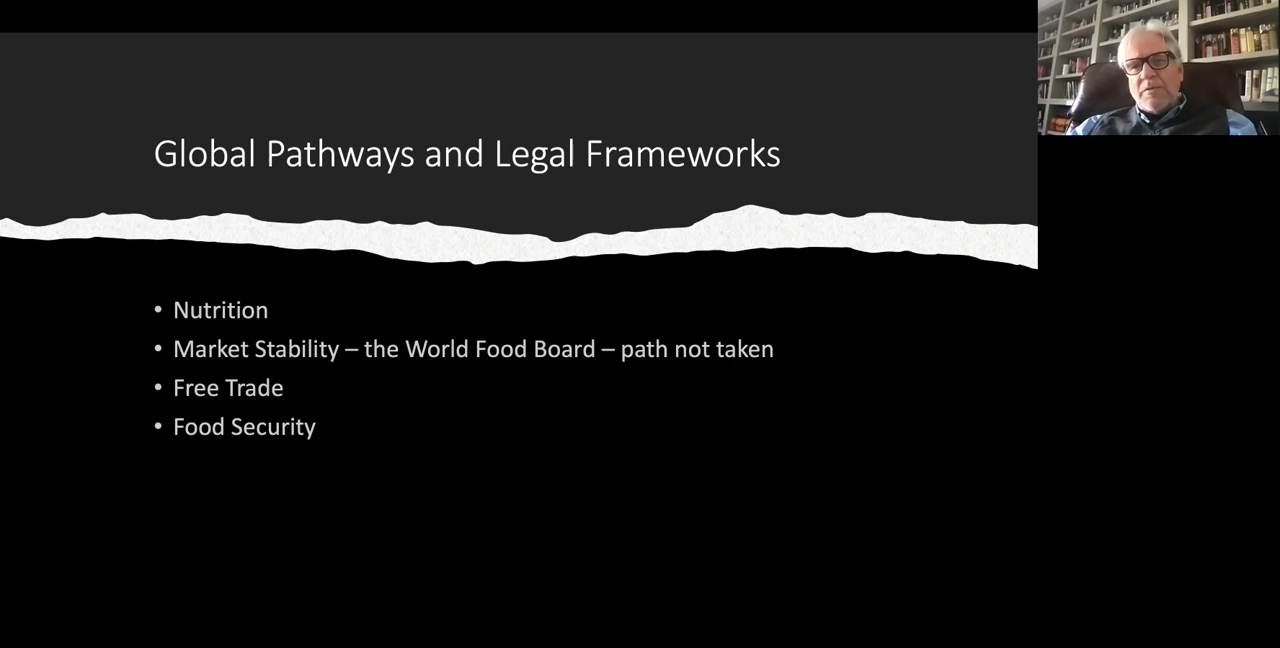 Global Pathways and Legal Frameworks
• Nutrition
• Market Stability – the World Food Board – path not taken
• Free Trade
• Food Security